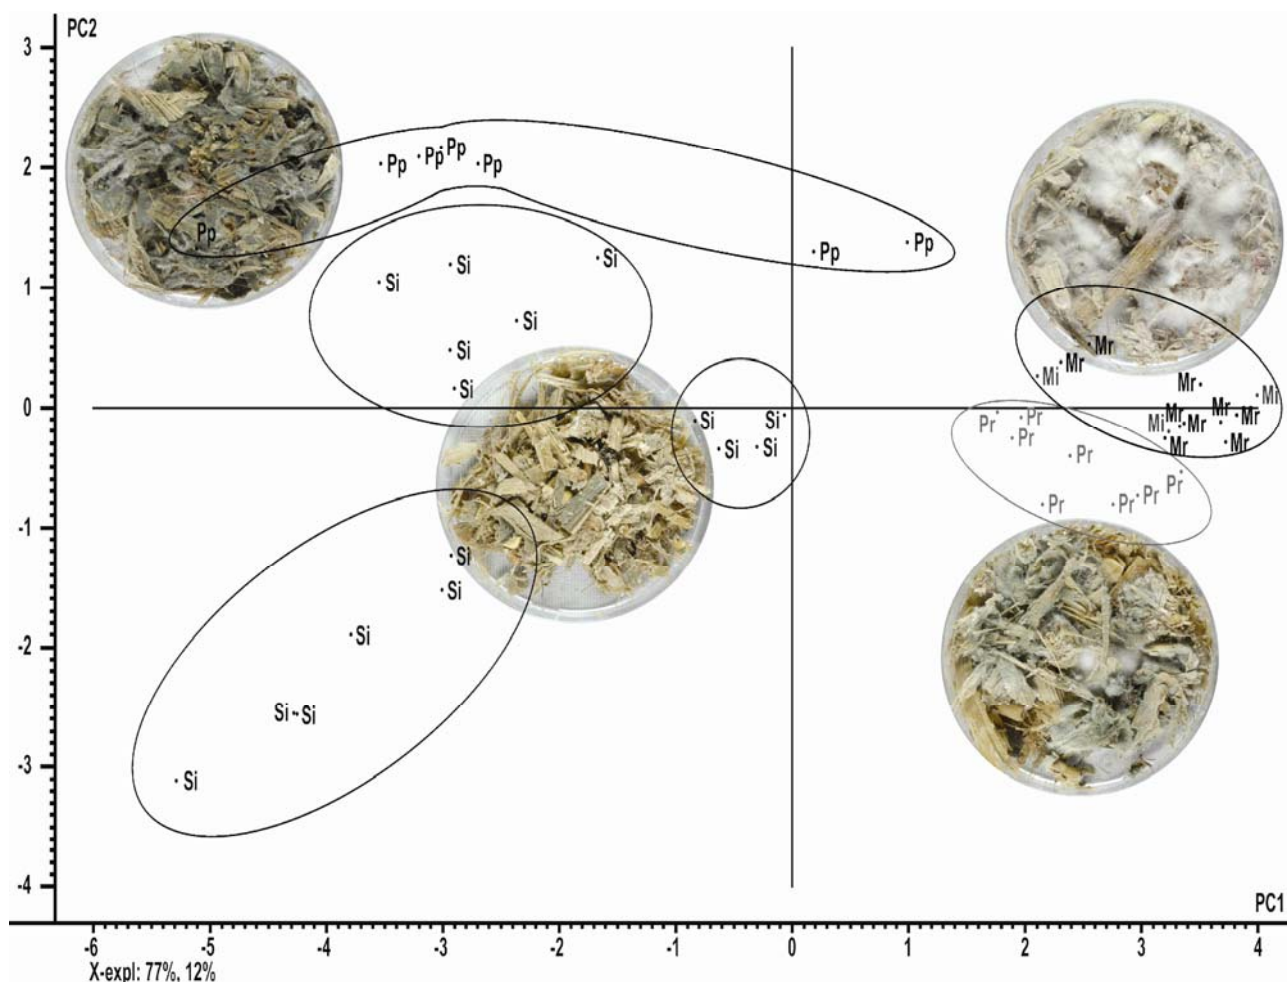 PC2
3
2
1
0
-1
-2
-3
-4
Pp
Pp
Pp
Pp
Pp
Pp
Pp
Si
Si
Si
Si
Si
Si
Si
Si
Si
Si
Si
Si
Si
Si Si
Si
Mr
Mr
Mi
Mr
Mi
Mr
Mr
Mr
Mi
Mr
Mr
Mr
Pr
Pr
Pr
Pr
Pr
Pr
Pr
Pr
PC1
-6 -5 -4 -3 -2 -1 0 1 2 3 4
X-expl: 77%, 12%